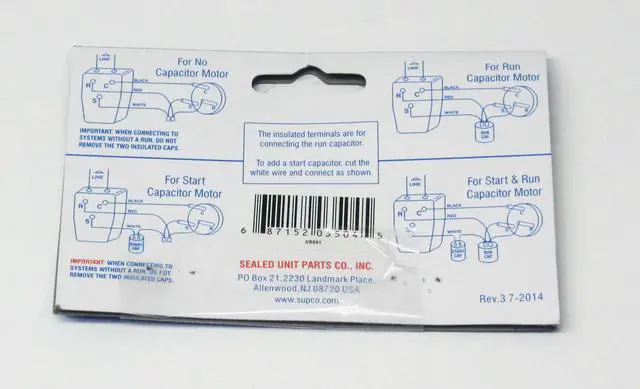 For No
Capacitor Motor
LINE
R
C
S
BLACK
RED
WHITE
C
S
R
IMPORTANT: WHEN CONNECTING TO
SYSTEMS WITHOUT A RUN, DO NOT
REMOVE THE TWO INSULATED CAPS.
For Run
Capacitor Motor
LINE
R
C
S
BLACK
RED
WHITE
C
S
R
RUN
CAP
The insulated terminals are for
connecting the run capacitor.
To add a start capacitor, cut the
white wire and connect as shown.
For Start
Capacitor Motor
LINE
R
C
S
BLACK
RED
WHITE
C
S
R
START
CAP
IMPORTANT: WHEN CONNECTING TO
SYSTEMS WITHOUT A RUN, DO NOT
REMOVE THE TWO INSULATED CAPS.
For Start & Run
Capacitor Motor
LINE
R
C
S
BLACK
RED
WHITE
C
S
R
START
CAP
RUN
CAP
SEALED UNIT PARTS CO., INC.
PO Box 21,2230 Landmark Place,
Allenwood,NJ 08720 USA
www.supco.com
Rev.3 7-2014